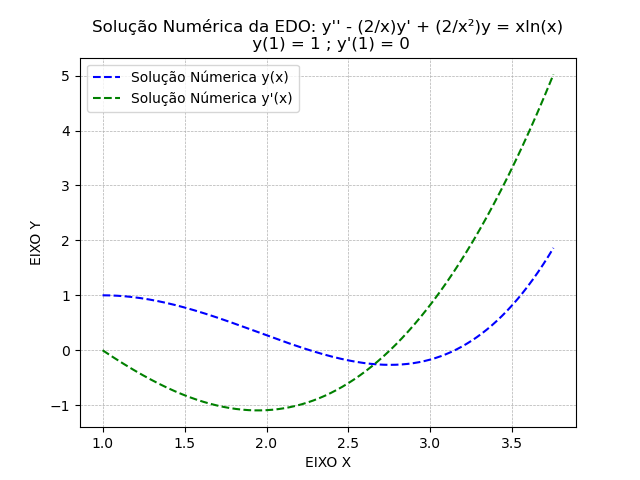 Solução Numérica da EDO: y'' - (2/x)y' + (2/x²)y = xln(x)
y(1) = 1 ; y'(1) = 0
Solução Númerica y(x)
Solução Númerica y'(x)
5
4
3
2
1
0
−1
EIXO Y
1.0 1.5 2.0 2.5 3.0 3.5
EIXO X